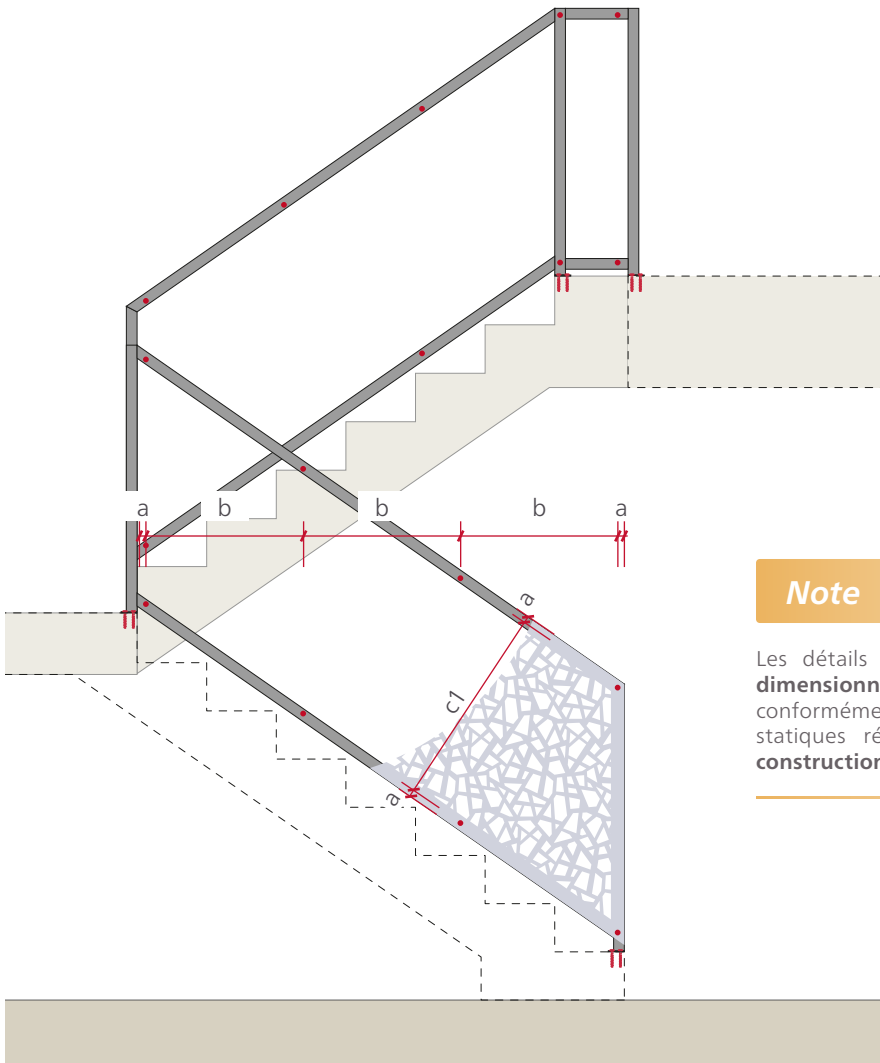 a b b b a
a
Note
c1
Les détails
dimensionn
conforméme
statiques ré
construction
a